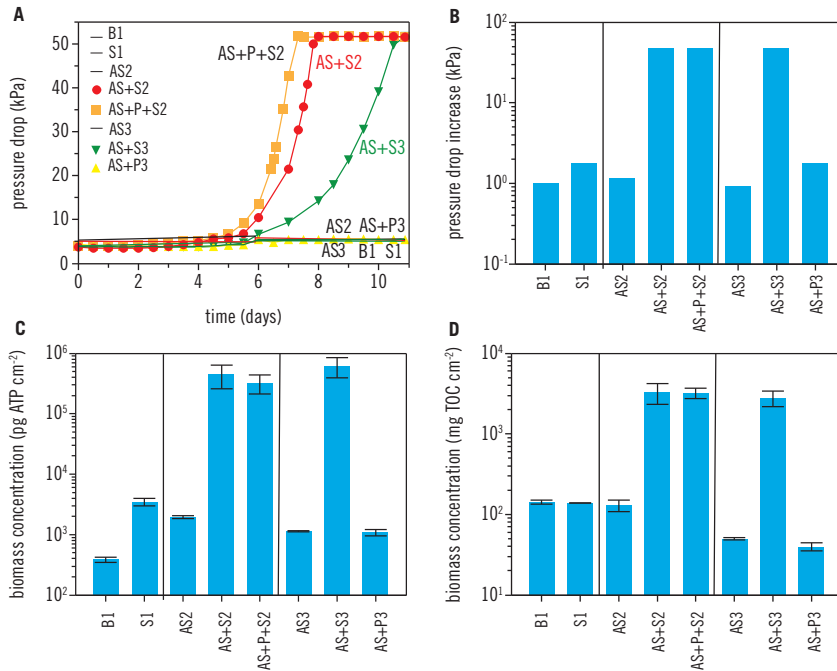 A
pressure drop (kPa)
50
40
30
20
10
0
B1
S1
AS2
AS+S2
AS+P+S2
AS3
AS+S3
AS+P3
AS+P+S2
AS+S2
AS+S3
AS2 AS+P3
AS3 B1 S1
0 2 4 6 8 10
time (days)
B
pressure drop increase (kPa)
10²
10¹
10⁰
10⁻¹
B1 S1 AS2 AS+S2 AS+P+S2 AS3 AS+S3 AS+P3
C
biomass concentration (pg ATP cm⁻²)
10⁶
10⁵
10⁴
10³
10²
B1 S1 AS2 AS+S2 AS+P+S2 AS3 AS+S3 AS+P3
D
biomass concentration (mg TOC cm⁻²)
10⁴
10³
10²
10¹
B1 S1 AS2 AS+S2 AS+P+S2 AS3 AS+S3 AS+P3